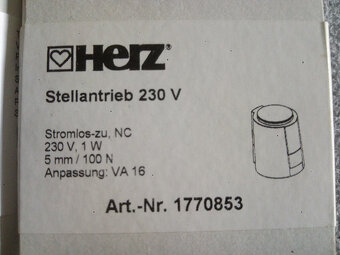 HERZ®
Stellantrieb 230 V
Stromlos-zu, NC
230 V, 1 W
5 mm / 100 N
Anpassung: VA 16
Art.-Nr. 1770853